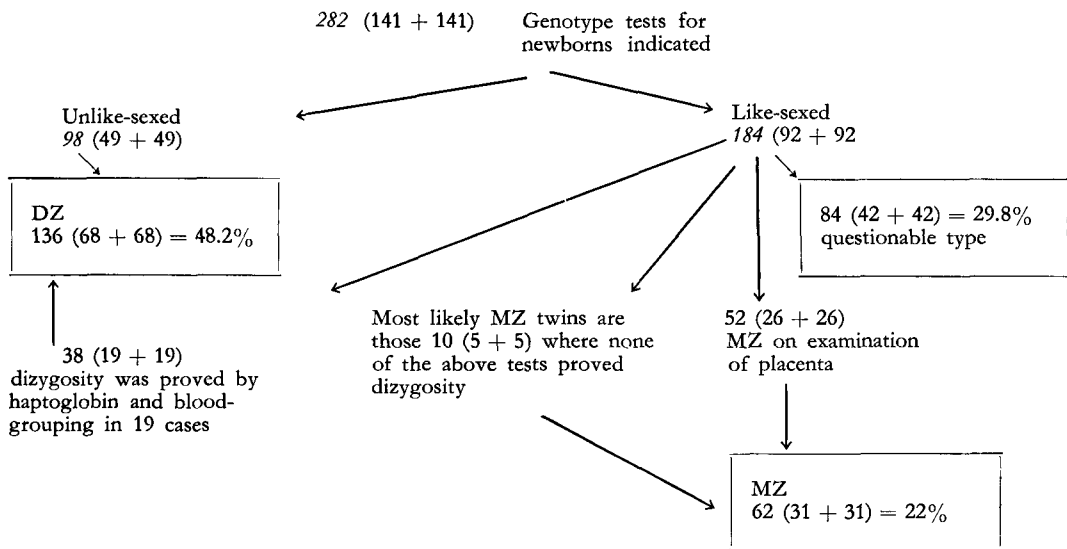 282 (141 + 141)
Genotype tests for
newborns indicated
Unlike-sexed
98 (49 + 49)
Like-sexed
184 (92 + 92
DZ
136 (68 + 68) = 48.2%
84 (42 + 42) = 29.8%
questionable type
38 (19 + 19)
dizygosity was proved by
haptoglobin and blood-
grouping in 19 cases
Most likely MZ twins are
those 10 (5 + 5) where none
of the above tests proved
dizygosity
52 (26 + 26)
MZ on examination
of placenta
MZ
62 (31 + 31) = 22%